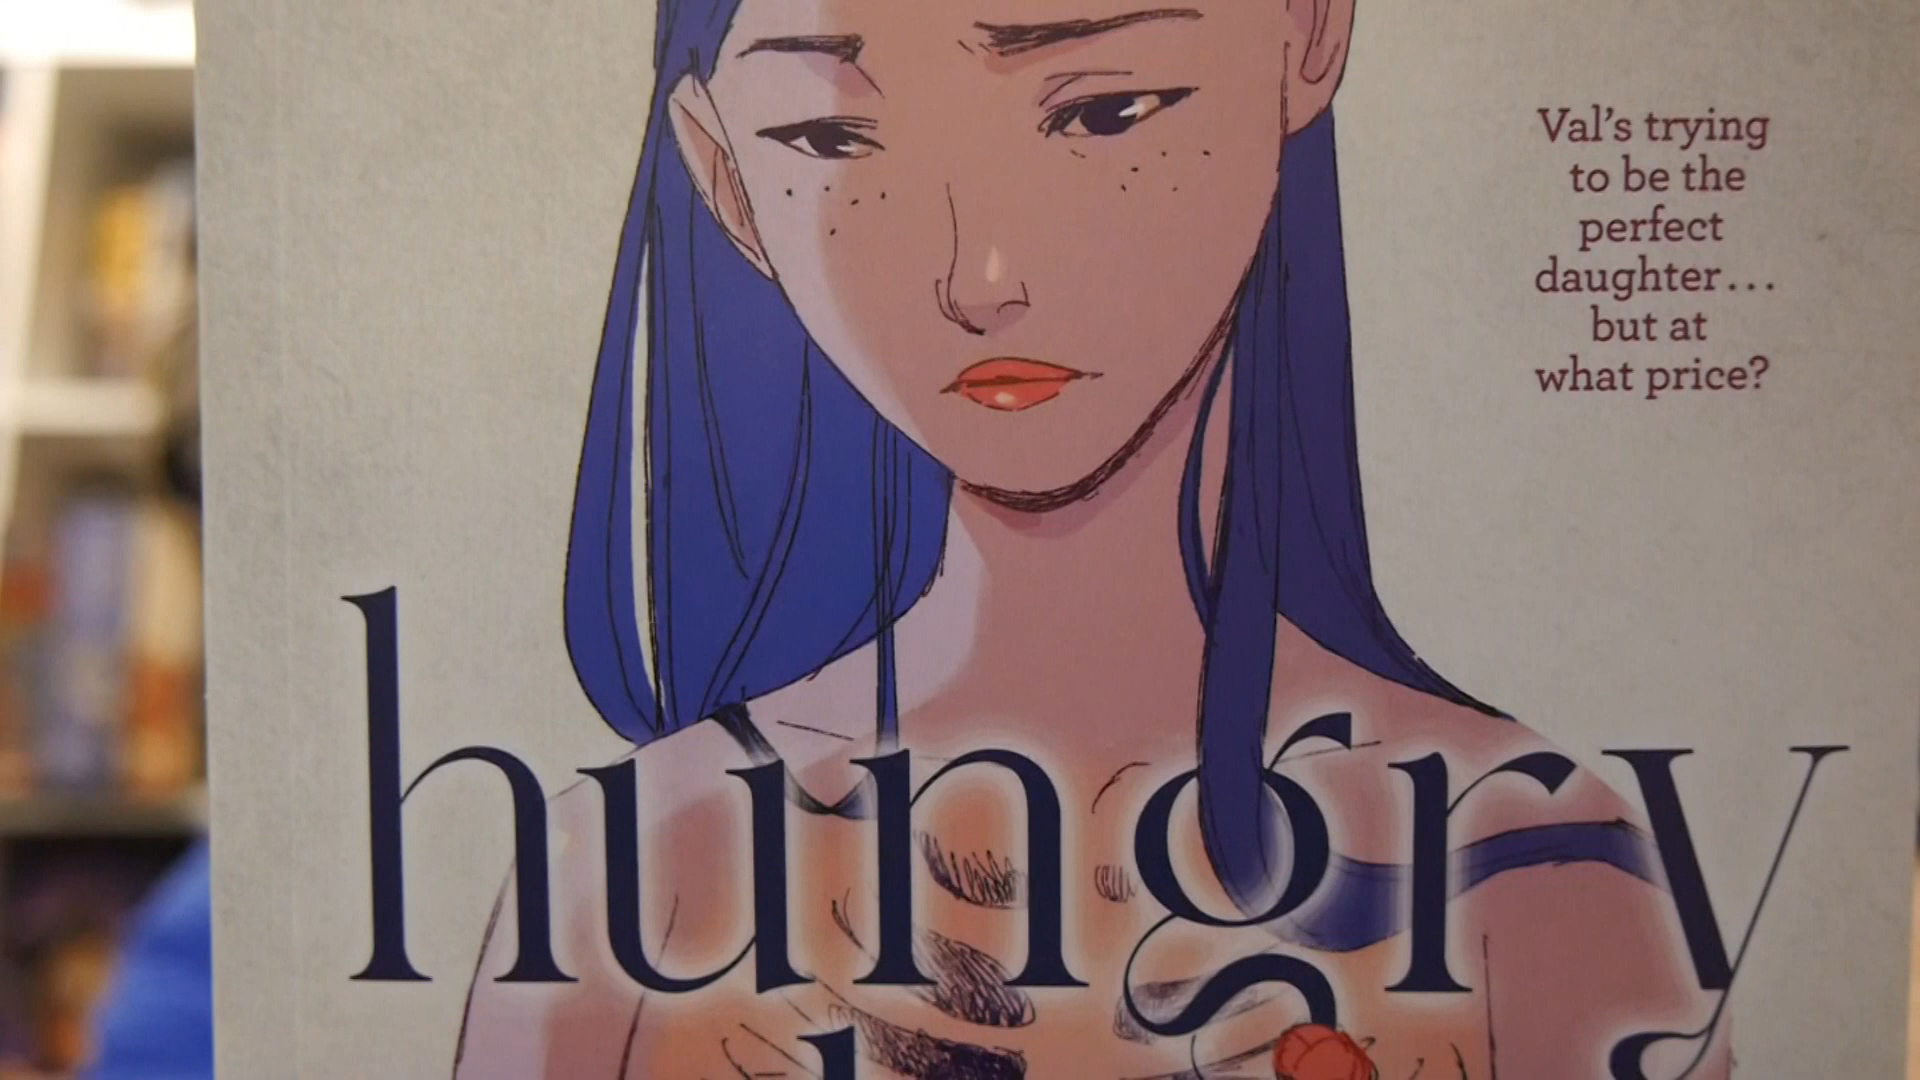 Val's trying
to be the
perfect
daughter...
but at
what price?
hungry